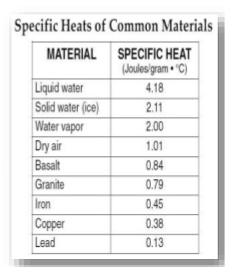 Specific Heats of Common Materials
MATERIAL SPECIFIC HEAT
(Joules/gram • °C)
Liquid water 4.18
Solid water (ice) 2.11
Water vapor 2.00
Dry air 1.01
Basalt 0.84
Granite 0.79
Iron 0.45
Copper 0.38
Lead 0.13